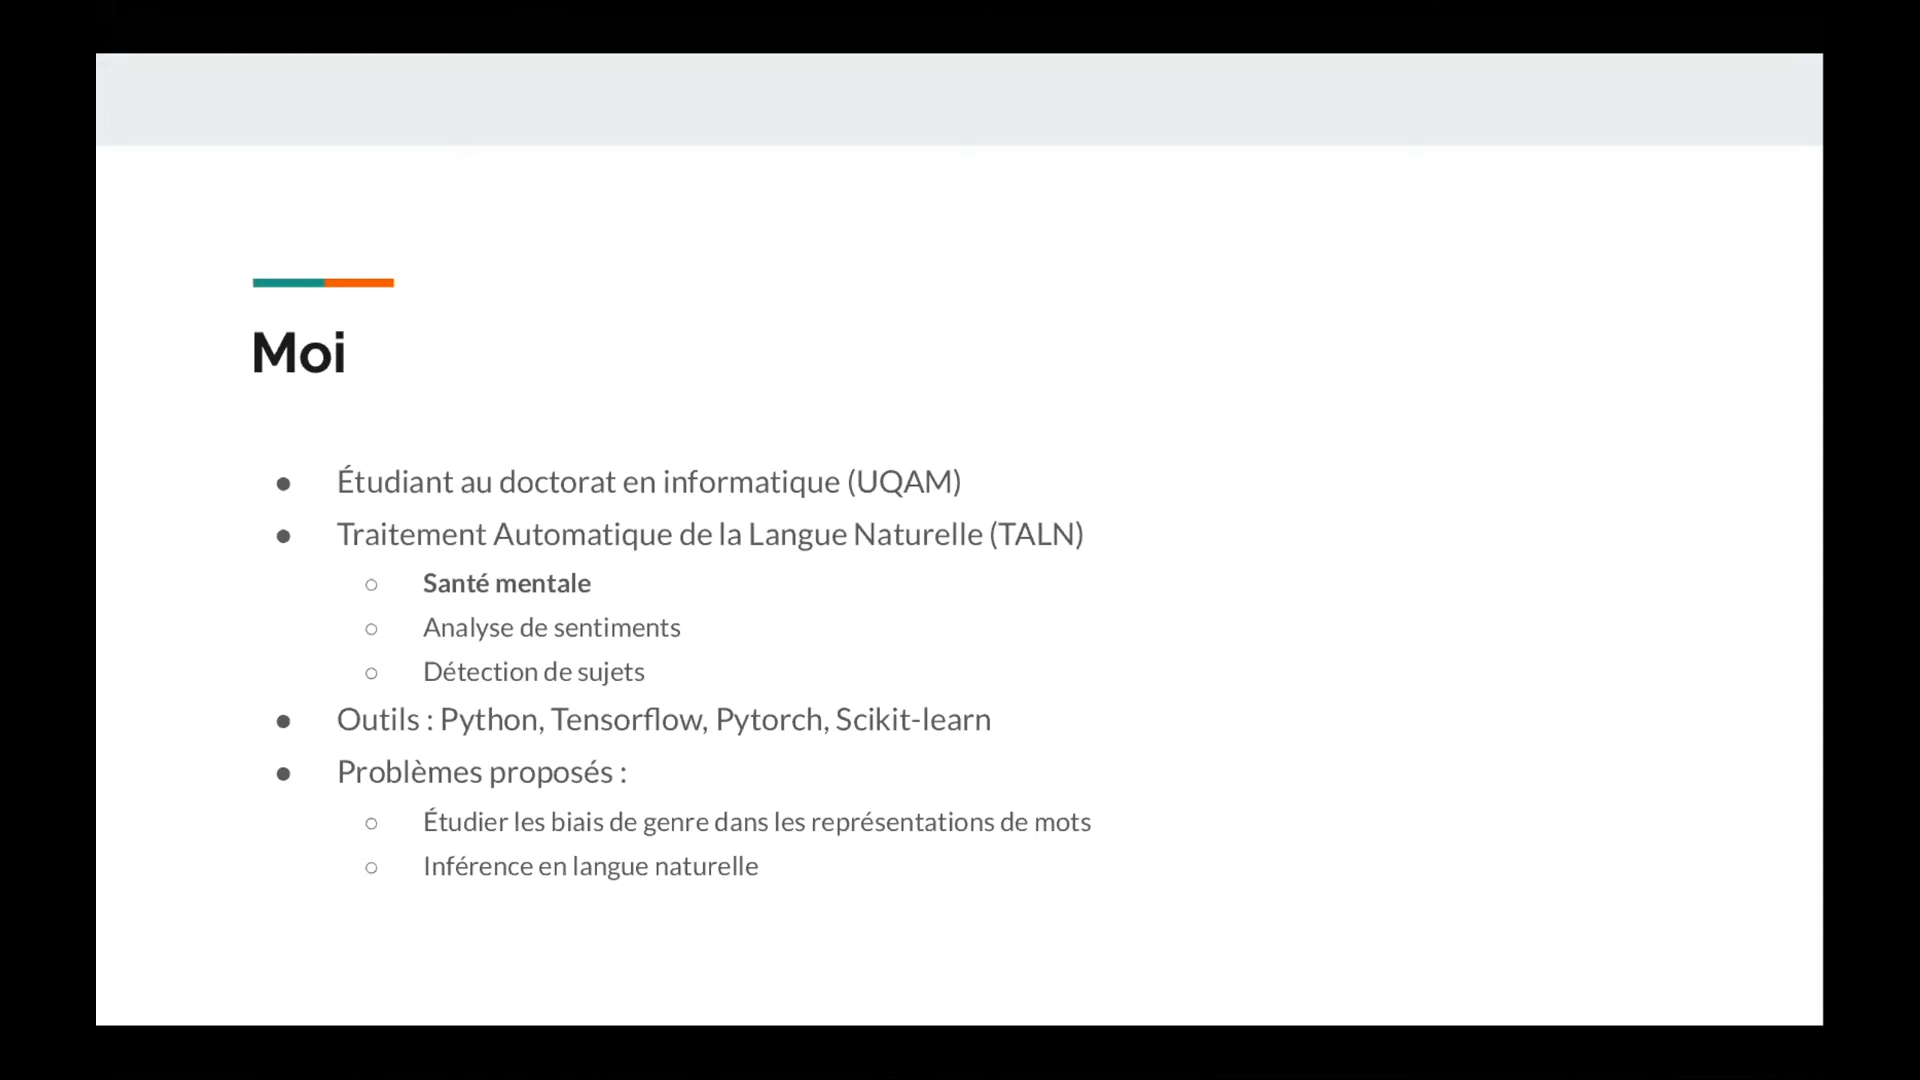 Moi
● Étudiant au doctorat en informatique (UQAM)
● Traitement Automatique de la Langue Naturelle (TALN)
○ Santé mentale
○ Analyse de sentiments
○ Détection de sujets
● Outils : Python, Tensorflow, Pytorch, Scikit-learn
● Problèmes proposés :
○ Étudier les biais de genre dans les représentations de mots
○ Inférence en langue naturelle